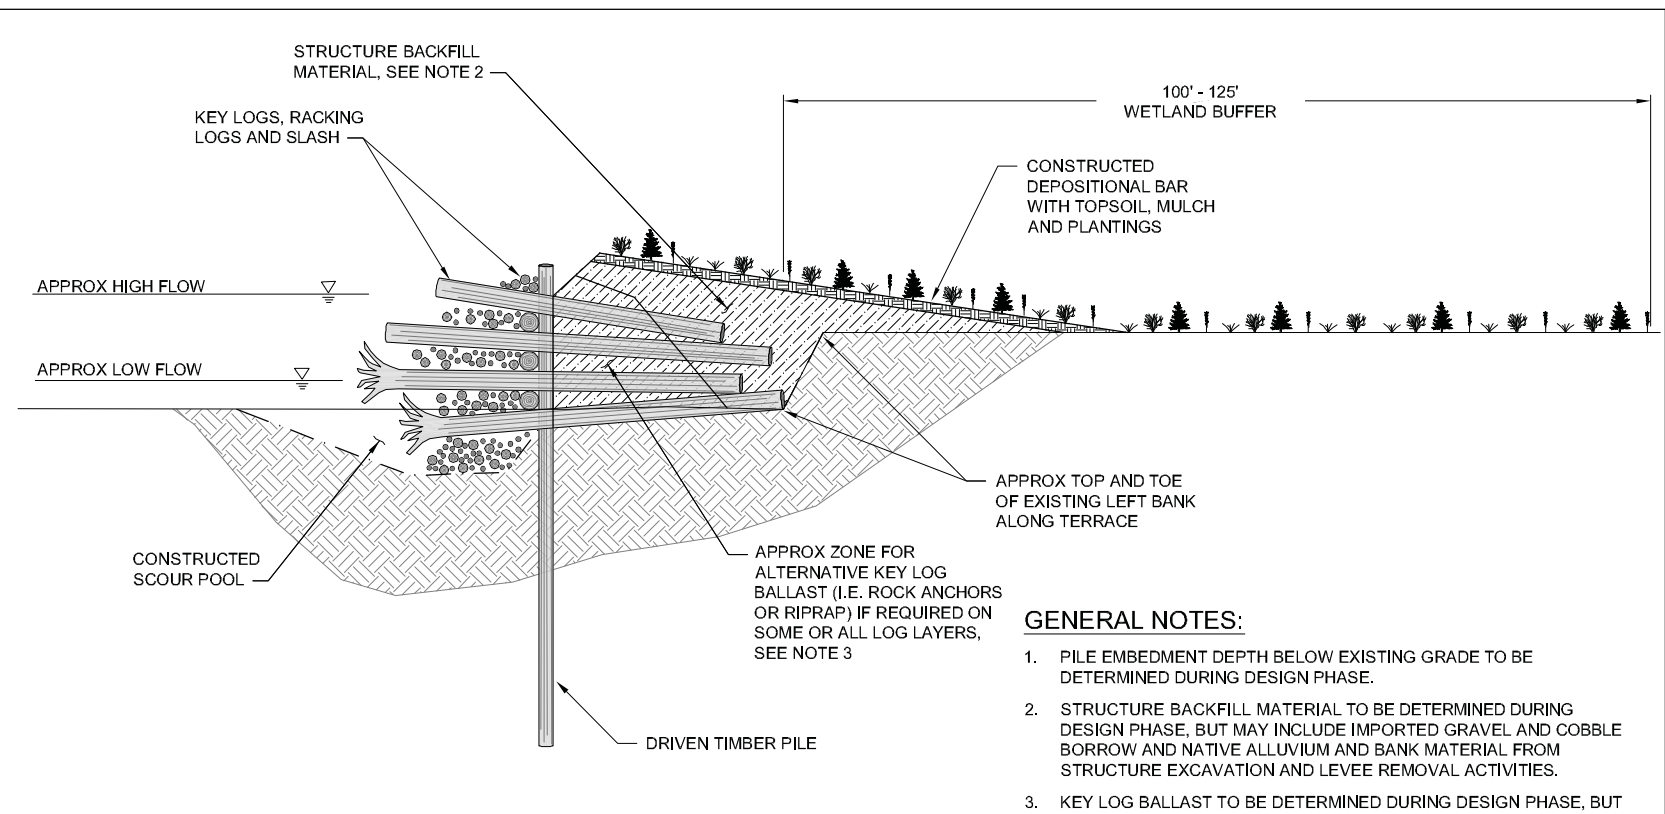 STRUCTURE BACKFILL
MATERIAL, SEE NOTE 2
100' - 125'
WETLAND BUFFER
KEY LOGS, RACKING
LOGS AND SLASH
CONSTRUCTED
DEPOSITIONAL BAR
WITH TOPSOIL, MULCH
AND PLANTINGS
APPROX HIGH FLOW
APPROX LOW FLOW
APPROX TOP AND TOE
OF EXISTING LEFT BANK
ALONG TERRACE
CONSTRUCTED
SCOUR POOL
APPROX ZONE FOR
ALTERNATIVE KEY LOG
BALLAST (I.E. ROCK ANCHORS
OR RIPRAP) IF REQUIRED ON
SOME OR ALL LOG LAYERS,
SEE NOTE 3
DRIVEN TIMBER PILE
GENERAL NOTES:
1. PILE EMBEDMENT DEPTH BELOW EXISTING GRADE TO BE
DETERMINED DURING DESIGN PHASE.
2. STRUCTURE BACKFILL MATERIAL TO BE DETERMINED DURING
DESIGN PHASE, BUT MAY INCLUDE IMPORTED GRAVEL AND COBBLE
BORROW AND NATIVE ALLUVIUM AND BANK MATERIAL FROM
STRUCTURE EXCAVATION AND LEVEE REMOVAL ACTIVITIES.
3. KEY LOG BALLAST TO BE DETERMINED DURING DESIGN PHASE, BUT